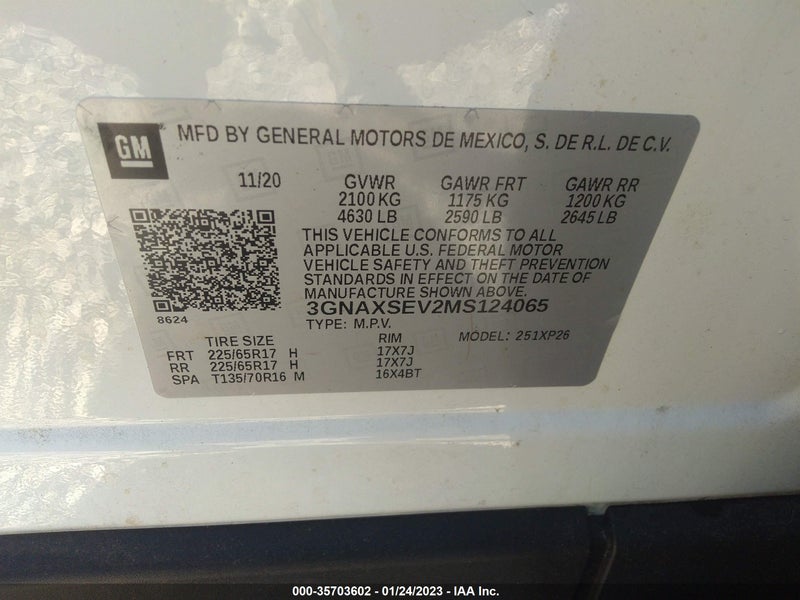 GM
MFD BY GENERAL MOTORS DE MEXICO, S. DE R.L. DE C.V.
11/20 GVWR GAWR FRT GAWR RR
2100 KG 1175 KG 1200 KG
4630 LB 2590 LB 2645 LB
THIS VEHICLE CONFORMS TO ALL
APPLICABLE U.S. FEDERAL MOTOR
VEHICLE SAFETY AND THEFT PREVENTION
STANDARDS IN EFFECT ON THE DATE OF
MANUFACTURE SHOWN ABOVE.
8624 3GNAXSEV2MS124065
TYPE: M.P.V. MODEL: 251XP26
TIRE SIZE RIM
FRT 225/65R17 H 17X7J
RR 225/65R17 H 17X7J
SPA T135/70R16 M 16X4BT
000-35703602 - 01/24/2023 - IAA Inc.